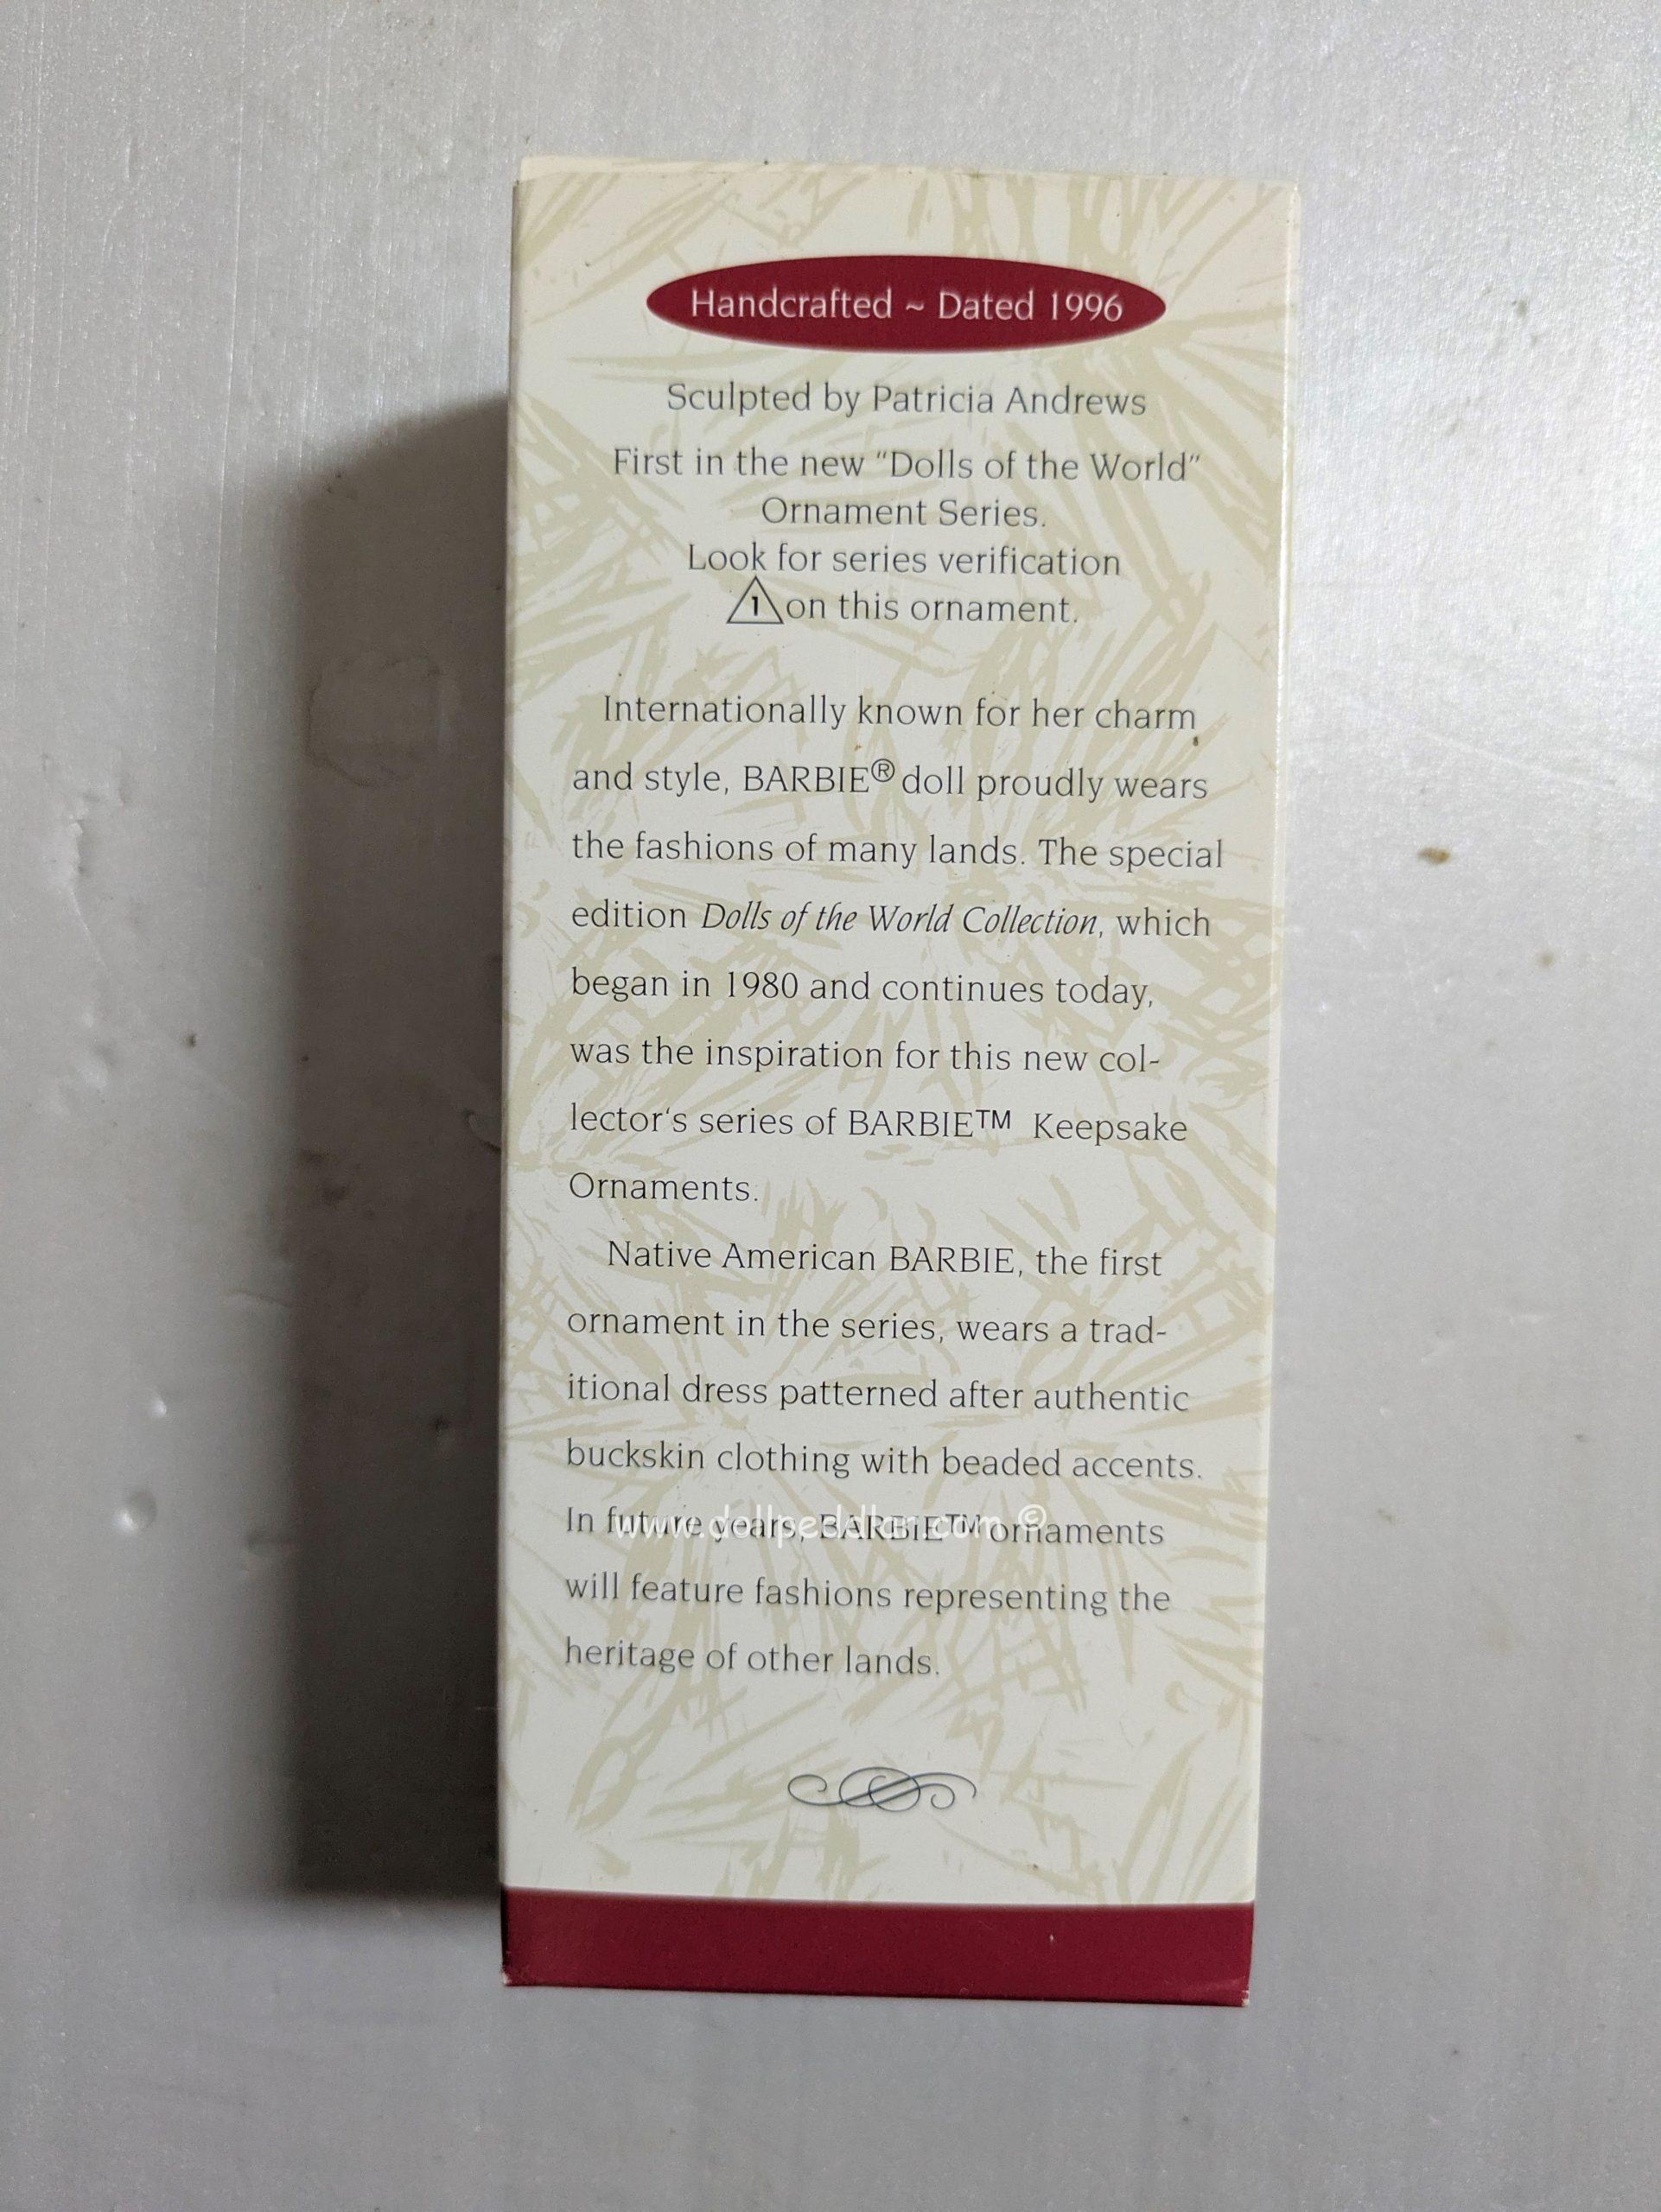 Handcrafted ~ Dated 1996
Sculpted by Patricia Andrews
First in the new "Dolls of the World"
Ornament Series.
Look for series verification
1 on this ornament.
Internationally known for her charm
and style, BARBIE® doll proudly wears
the fashions of many lands. The special
edition Dolls of the World Collection, which
began in 1980 and continues today,
was the inspiration for this new col-
lector's series of BARBIE™ Keepsake
Ornaments.
Native American BARBIE, the first
ornament in the series, wears a trad-
itional dress patterned after authentic
buckskin clothing with beaded accents.
In future years, BARBIE™ ornaments
www.dollpeddlar.com ©
will feature fashions representing the
heritage of other lands.